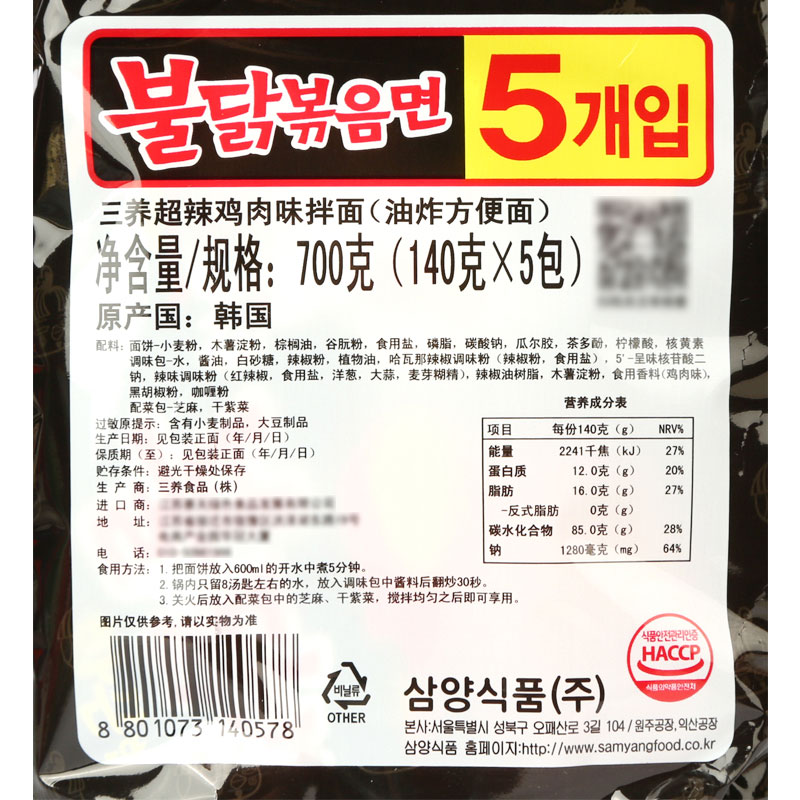 불닭볶음면
5개입
三养超辣鸡肉味拌面(油炸方便面)
净含量/规格: 700克(140克×5包)
原产国: 韩国
配料: 面饼-小麦粉, 木薯淀粉, 棕榈油, 谷朊粉, 食用盐, 磷脂, 碳酸钠, 瓜尔胶, 茶多酚, 柠檬酸, 核黄素
调味包-水, 酱油, 白砂糖, 辣椒粉, 植物油, 哈瓦那辣椒调味粉(辣椒粉, 食用盐), 5'-呈味核苷酸二
钠, 辣味调味粉(红辣椒, 食用盐, 洋葱, 大蒜, 麦芽糊精), 辣椒油树脂, 木薯淀粉, 食用香料(鸡肉味),
黑胡椒粉, 咖喱粉
配菜包-芝麻, 干紫菜
过敏原提示: 含有小麦制品, 大豆制品
生产日期: 见包装正面(年/月/日)
保质期(至): 见包装正面(年/月/日)
贮存条件: 避光干燥处保存
生产商: 三养食品(株)
进口商:
地址:
电话:
营养成分表
项目 每份140克(g) NRV%
能量 2241千焦(kJ) 27%
蛋白质 12.0克(g) 20%
脂肪 16.0克(g) 27%
-反式脂肪 0克(g)
碳水化合物 85.0克(g) 28%
钠 1280毫克(mg) 64%
食用方法: 1. 把面饼放入600ml的开水中煮5分钟。
2. 锅内只留8汤匙左右的水, 放入调味包中酱料后翻炒30秒。
3. 关火后放入配菜包中的芝麻、干紫菜, 搅拌均匀之后即可享用。
图片仅供参考, 请以实物为准
8 801073 140578
비닐류
OTHER
삼양식품(주)
본사:서울특별시 성북구 오패산로 3길 104 / 원주공장, 익산공장
삼양식품 홈페이지:http://www.samyangfood.co.kr
식품안전관리인증
HACCP
식품의약품안전처